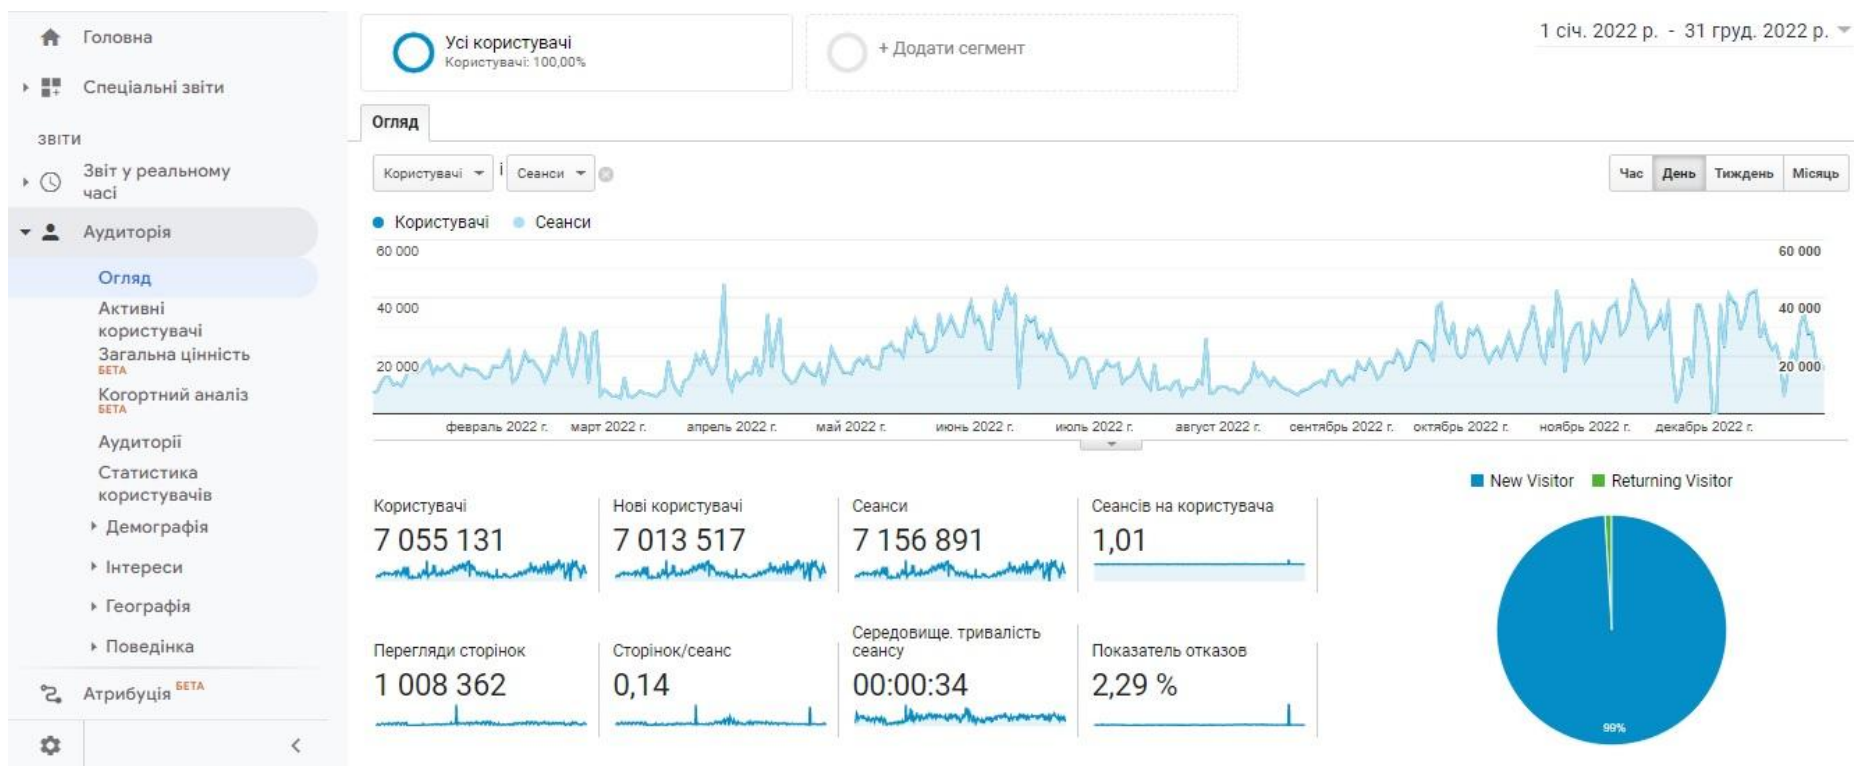 Головна
Спеціальні звіти
ЗВІТИ
Звіт у реальному
часі
Аудиторія
Огляд
Активні
користувачі
Загальна цінність
БЕТА
Когортний аналіз
БЕТА
Аудиторії
Статистика
користувачів
Демографія
Інтереси
Географія
Поведінка
Атрибуція БЕТА
Усі користувачі
Користувачі: 100,00%
+ Додати сегмент
1 січ. 2022 р. - 31 груд. 2022 р.
Огляд
Користувачі і Сеанси
Час День Тиждень Місяць
Користувачі Сеанси
60 000 60 000
40 000 40 000
20 000 20 000
февраль 2022 г. март 2022 г. апрель 2022 г. май 2022 г. июнь 2022 г. июль 2022 г. август 2022 г. сентябрь 2022 г. октябрь 2022 г. ноябрь 2022 г. декабрь 2022 г.
New Visitor Returning Visitor
Користувачі
7 055 131
Нові користувачі
7 013 517
Сеанси
7 156 891
Сеансів на користувача
1,01
Перегляди сторінок
1 008 362
Сторінок/сеанс
0,14
Середовище. тривалість
сеансу
00:00:34
Показатель отказов
2,29 %
99%